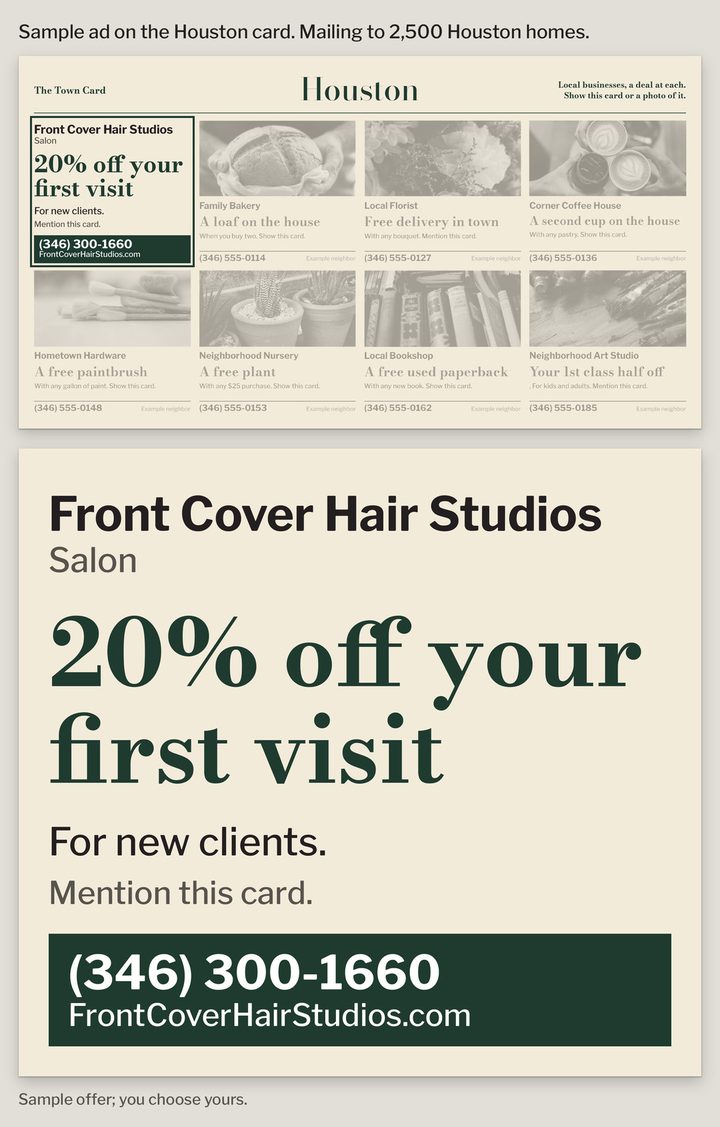 Sample ad on the Houston card. Mailing to 2,500 Houston homes.
The Town Card
Houston
Local businesses, a deal at each.
Show this card or a photo of it.
Front Cover Hair Studios
Salon
20% off your
first visit
For new clients.
Mention this card.
(346) 300-1660
FrontCoverHairStudios.com
Family Bakery
A loaf on the house
When you buy two. Show this card.
(346) 555-0114 Example neighbor
Local Florist
Free delivery in town
With any bouquet. Mention this card.
(346) 555-0127 Example neighbor
Corner Coffee House
A second cup on the house
With any pastry. Show this card.
(346) 555-0136 Example neighbor
Hometown Hardware
A free paintbrush
With any gallon of paint. Show this card.
(346) 555-0148 Example neighbor
Neighborhood Nursery
A free plant
With any $25 purchase. Show this card.
(346) 555-0153 Example neighbor
Local Bookshop
A free used paperback
With any new book. Show this card.
(346) 555-0162 Example neighbor
Neighborhood Art Studio
Your 1st class half off
For kids and adults. Mention this card.
(346) 555-0185 Example neighbor
Front Cover Hair Studios
Salon
20% off your
first visit
For new clients.
Mention this card.
(346) 300-1660
FrontCoverHairStudios.com
Sample offer; you choose yours.